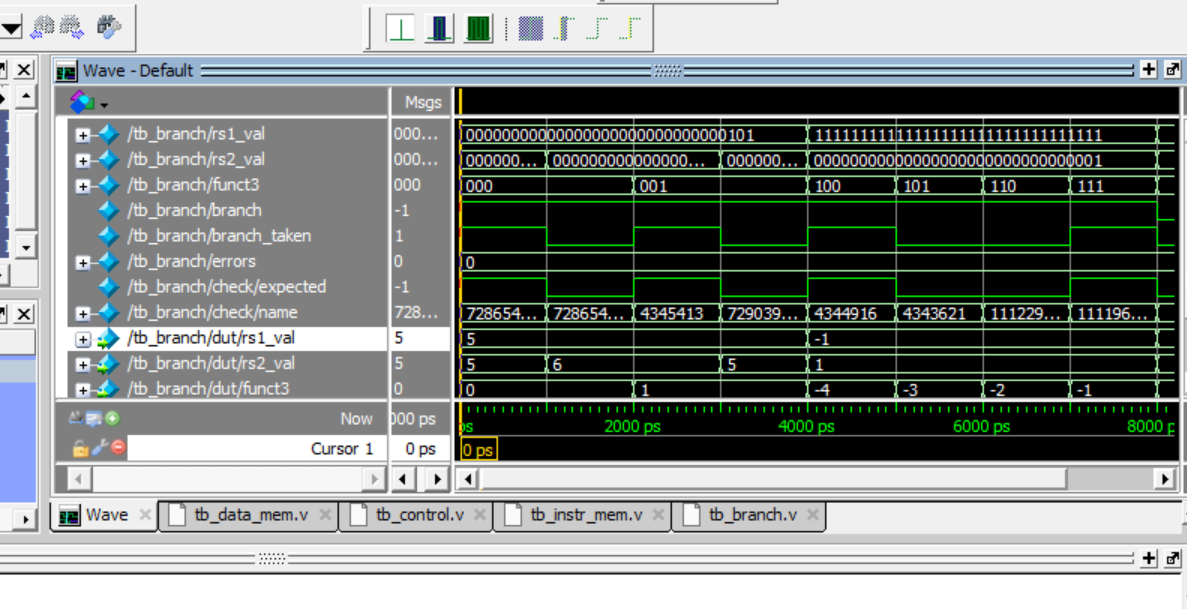 Wave - Default
Msgs
/tb_branch/rs1_val 000... 00000000000000000000000000000101 11111111111111111111111111111111
/tb_branch/rs2_val 000... 000000... 000000000000000... 000000... 00000000000000000000000000000001
/tb_branch/funct3 000 000 001 100 101 110 111
/tb_branch/branch -1
/tb_branch/branch_taken 1
/tb_branch/errors 0 0
/tb_branch/check/expected -1
/tb_branch/check/name 728... 728654... 728654... 4345413 729039... 4344916 4343621 111229... 111196...
/tb_branch/dut/rs1_val 5 5 -1
/tb_branch/dut/rs2_val 5 5 6 5 1
/tb_branch/dut/funct3 0 0 1 -4 -3 -2 -1
Now 000 ps ps 2000 ps 4000 ps 6000 ps 8000 p
Cursor 1 0 ps 0 ps
Wave tb_data_mem.v tb_control.v tb_instr_mem.v tb_branch.v